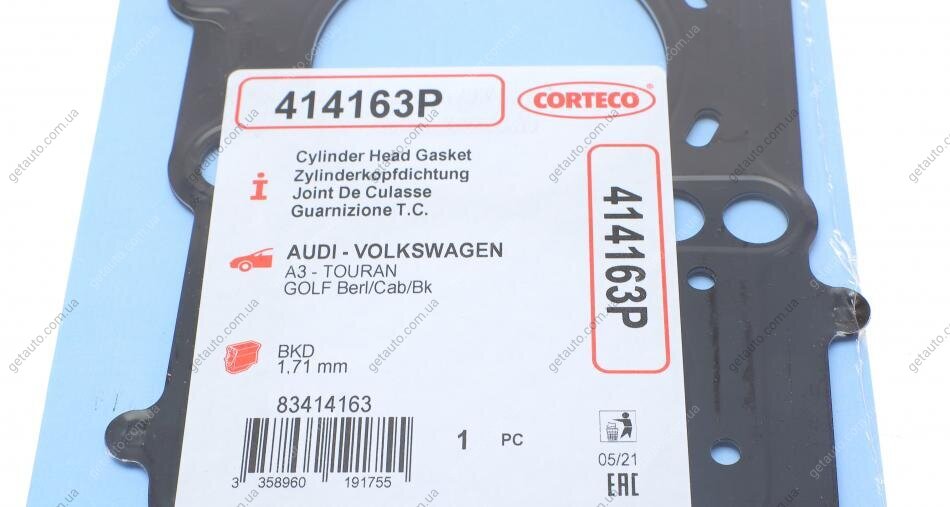 414163P
CORTECO
Cylinder Head Gasket
Zylinderkopfdichtung
Joint De Culasse
Guarnizione T.C.
414163P
AUDI - VOLKSWAGEN
A3 - TOURAN
GOLF Berl/Cab/Bk
BKD
1,71 mm
83414163
1 PC
3 358960 191755
05/21
EAC
getauto.com.ua